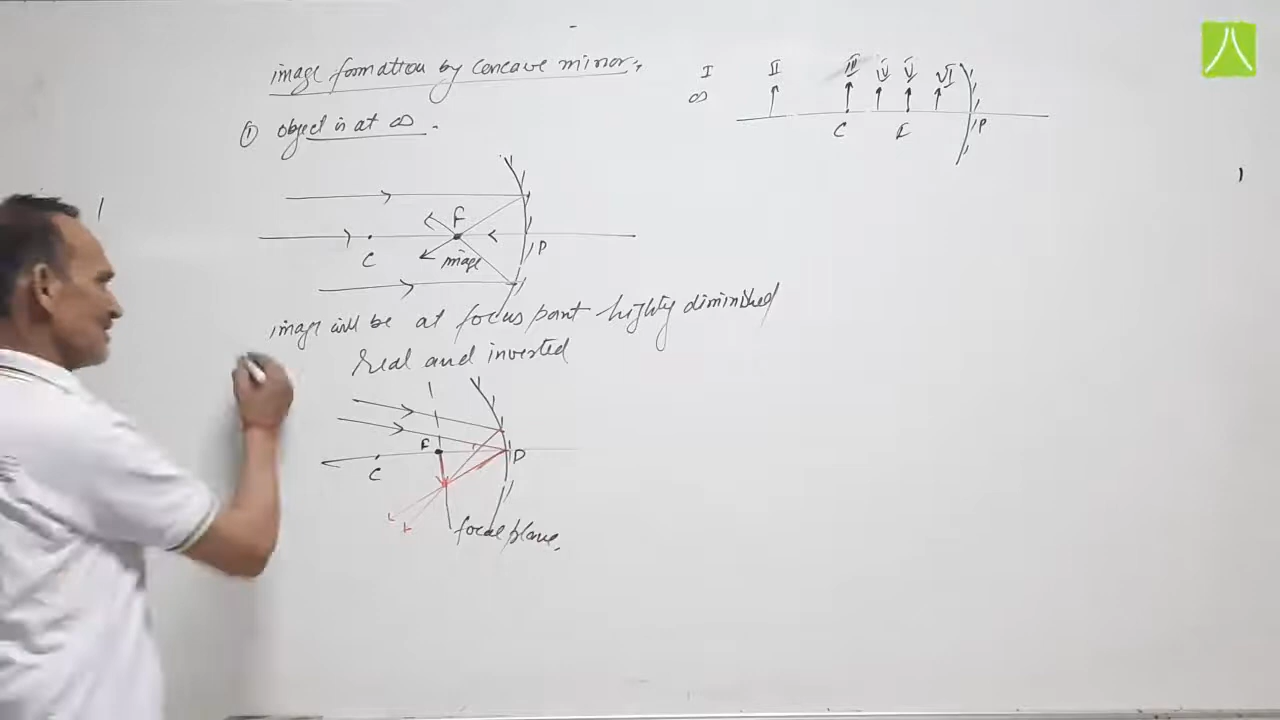 image formation by concave mirror,
① object is at ∞ .
I II III IV V VI
∞
C F P
F
C image P
image will be at focus point highly diminished
real and inverted
F
C P
focal plane.